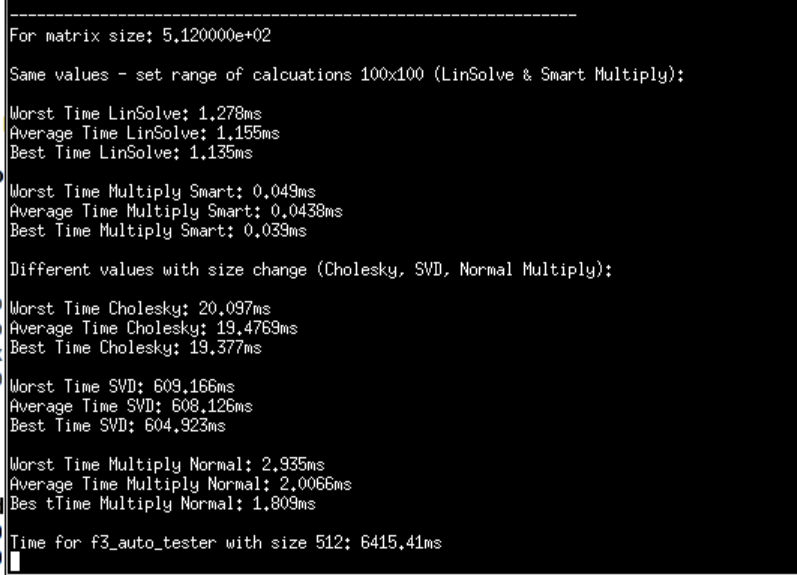 ---------------------------------------------------------------
For matrix size: 5.120000e+02
Same values - set range of calcuations 100x100 (LinSolve & Smart Multiply):
Worst Time LinSolve: 1.278ms
Average Time LinSolve: 1.155ms
Best Time LinSolve: 1.135ms
Worst Time Multiply Smart: 0.049ms
Average Time Multiply Smart: 0.0438ms
Best Time Multiply Smart: 0.039ms
Different values with size change (Cholesky, SVD, Normal Multiply):
Worst Time Cholesky: 20.097ms
Average Time Cholesky: 19.4769ms
Best Time Cholesky: 19.377ms
Worst Time SVD: 609.166ms
Average Time SVD: 608.126ms
Best Time SVD: 604.923ms
Worst Time Multiply Normal: 2.935ms
Average Time Multiply Normal: 2.0066ms
Bes tTime Multiply Normal: 1.809ms
Time for f3_auto_tester with size 512: 6415.41ms